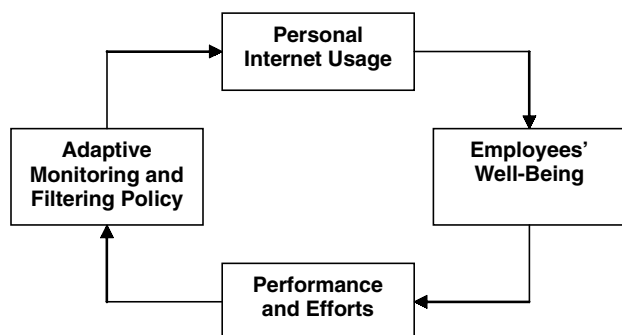 Personal
Internet Usage
Adaptive
Monitoring and
Filtering Policy
Employees’
Well-Being
Performance
and Efforts